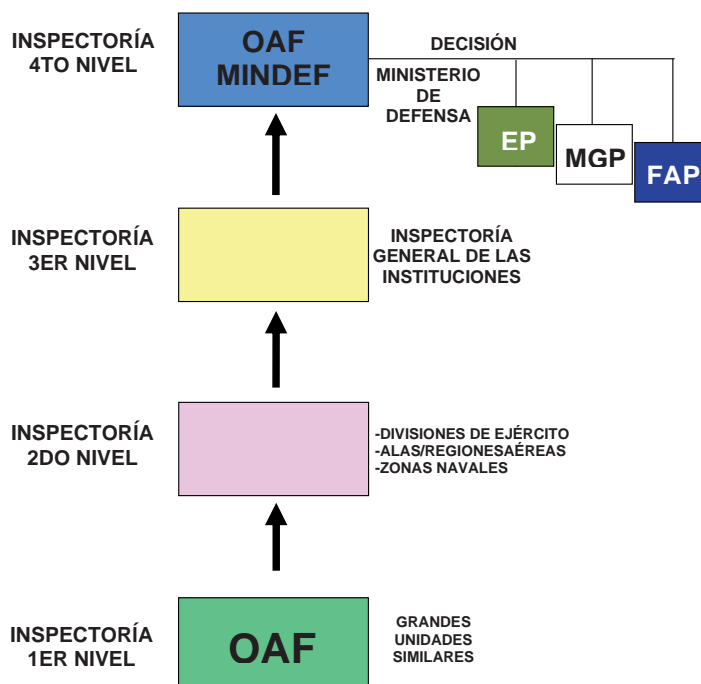 INSPECTORÍA
4TO NIVEL
OAF
MINDEF
DECISIÓN
MINISTERIO
DE
DEFENSA
EP
MGP
FAP
INSPECTORÍA
3ER NIVEL
INSPECTORÍA
GENERAL DE LAS
INSTITUCIONES
INSPECTORÍA
2DO NIVEL
-DIVISIONES DE EJÉRCITO
-ALAS/REGIONESAÉREAS
-ZONAS NAVALES
INSPECTORÍA
1ER NIVEL
OAF
GRANDES
UNIDADES
SIMILARES